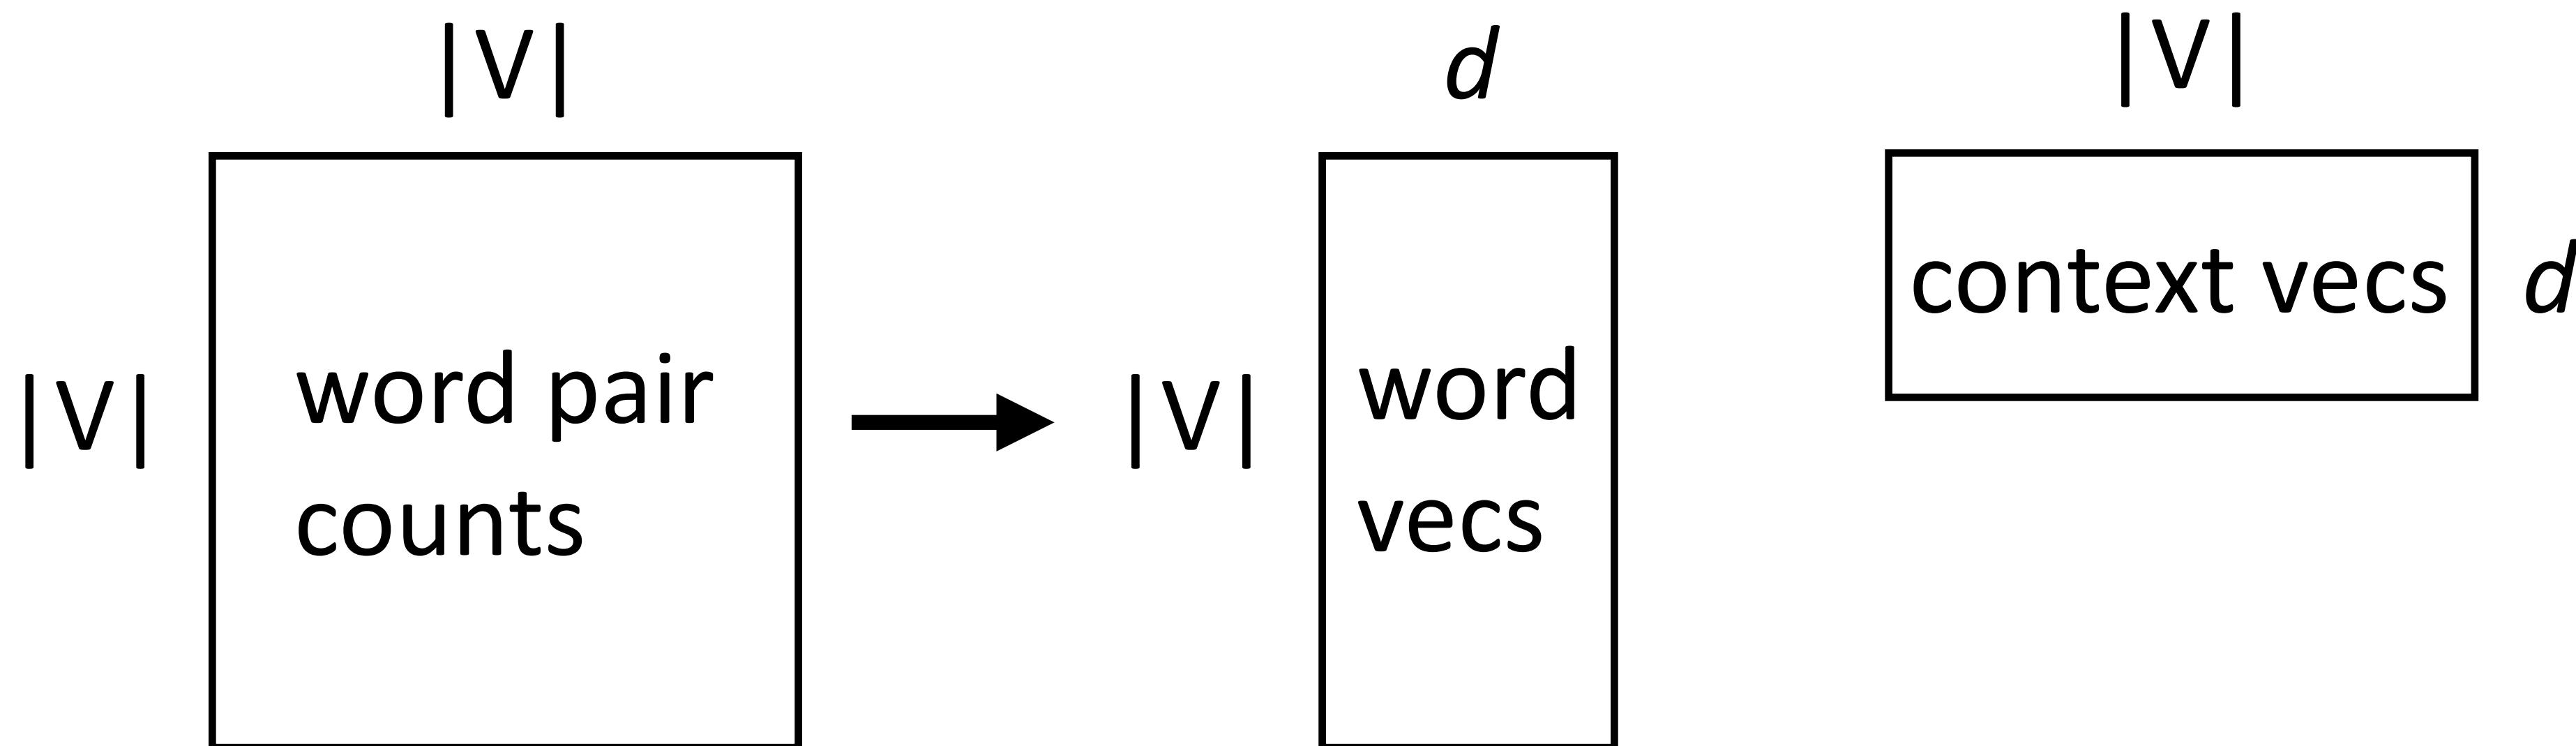 |V|
d
|V|
|V|
word pair
counts
|V|
word
vecs
context vecs
d